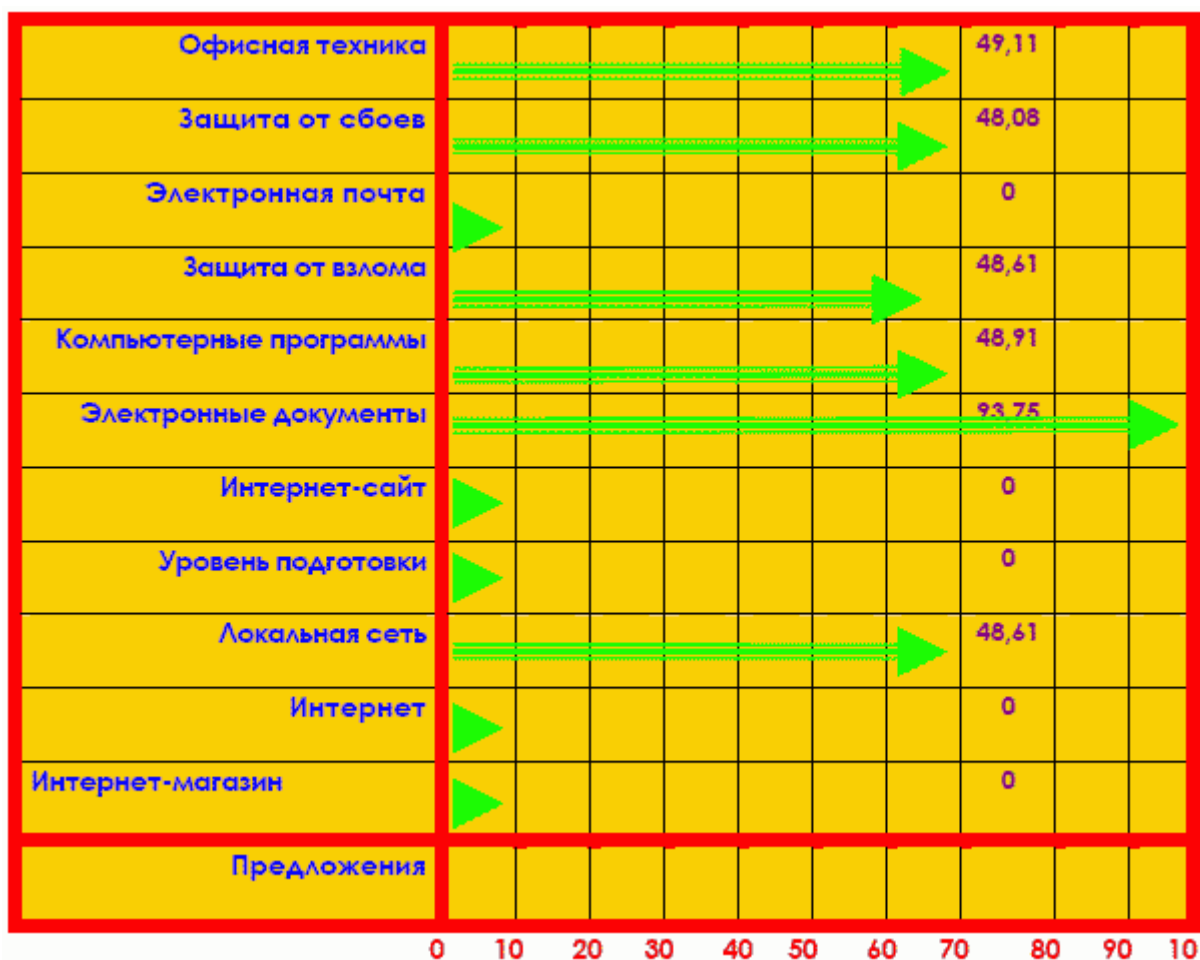 Офисная техника 49,11
Защита от сбоев 48,08
Электронная почта 0
Защита от взлома 48,61
Компьютерные программы 48,91
Электронные документы 93,75
Интернет-сайт 0
Уровень подготовки 0
Локальная сеть 48,61
Интернет 0
Интернет-магазин 0
Предложения
0 10 20 30 40 50 60 70 80 90 10